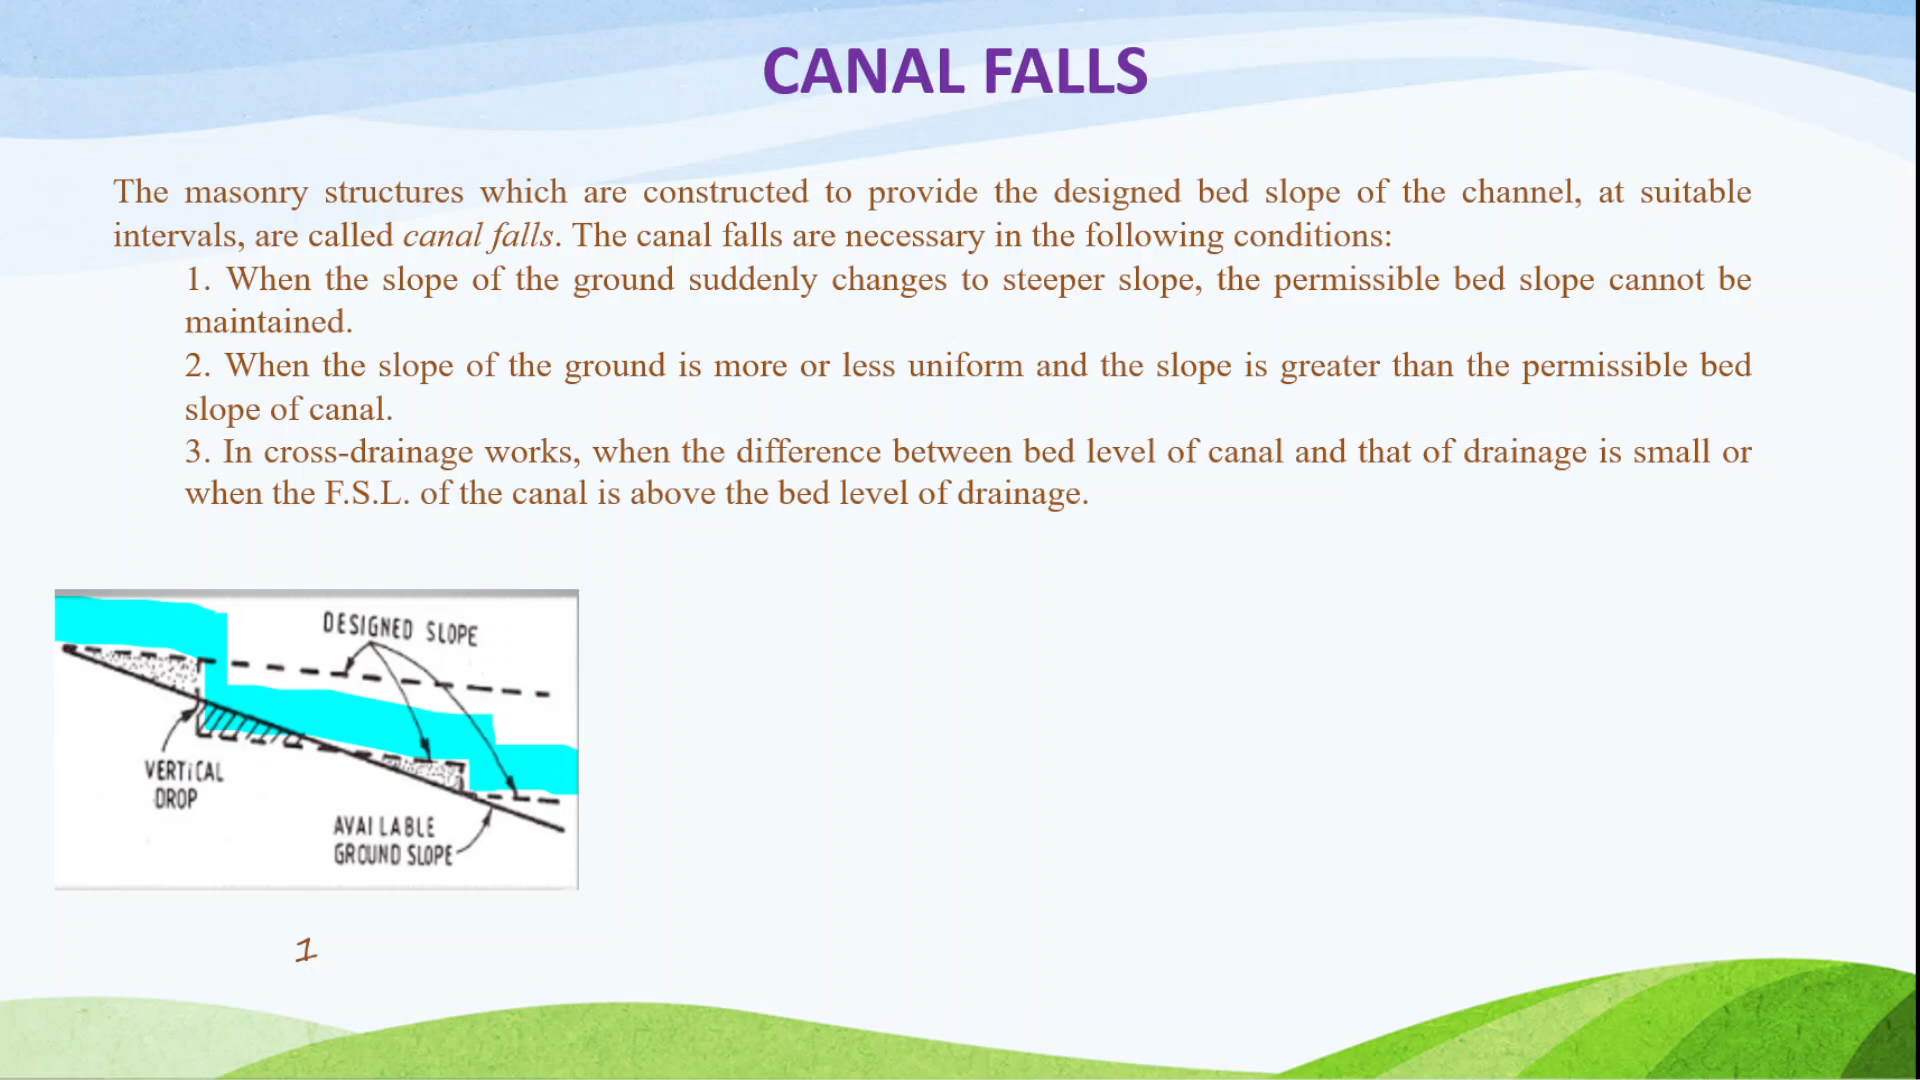 CANAL FALLS
The masonry structures which are constructed to provide the designed bed slope of the channel, at suitable
intervals, are called canal falls. The canal falls are necessary in the following conditions:
1. When the slope of the ground suddenly changes to steeper slope, the permissible bed slope cannot be
maintained.
2. When the slope of the ground is more or less uniform and the slope is greater than the permissible bed
slope of canal.
3. In cross-drainage works, when the difference between bed level of canal and that of drainage is small or
when the F.S.L. of the canal is above the bed level of drainage.
DESIGNED SLOPE
VERTICAL
DROP
AVAILABLE
GROUND SLOPE
1